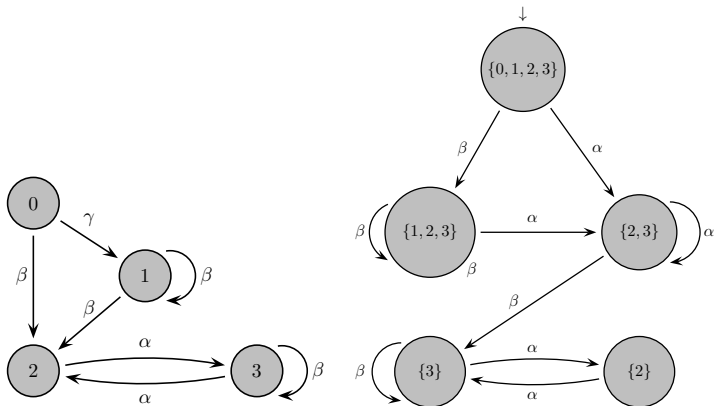 ↓
{0, 1, 2, 3}
β α
0
γ
β {1, 2, 3} α {2, 3} α
β
β 1 β
β
β
2 α 3 β
α
β {3} α {2}
α